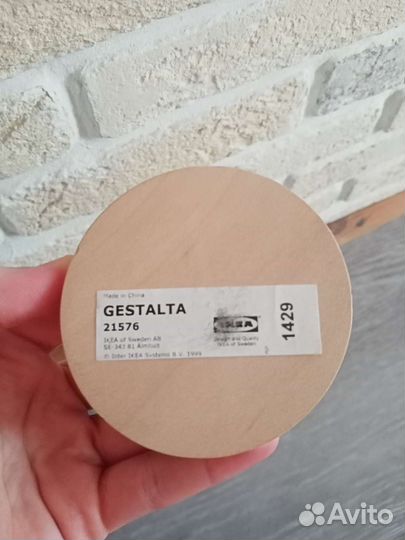 Made in China
GESTALTA
21576
IKEA of Sweden AB
SE-343 81 Älmhult
© Inter IKEA Systems B.V. 1999
IKEA
Design and Quality
IKEA of Sweden
1429
Avito